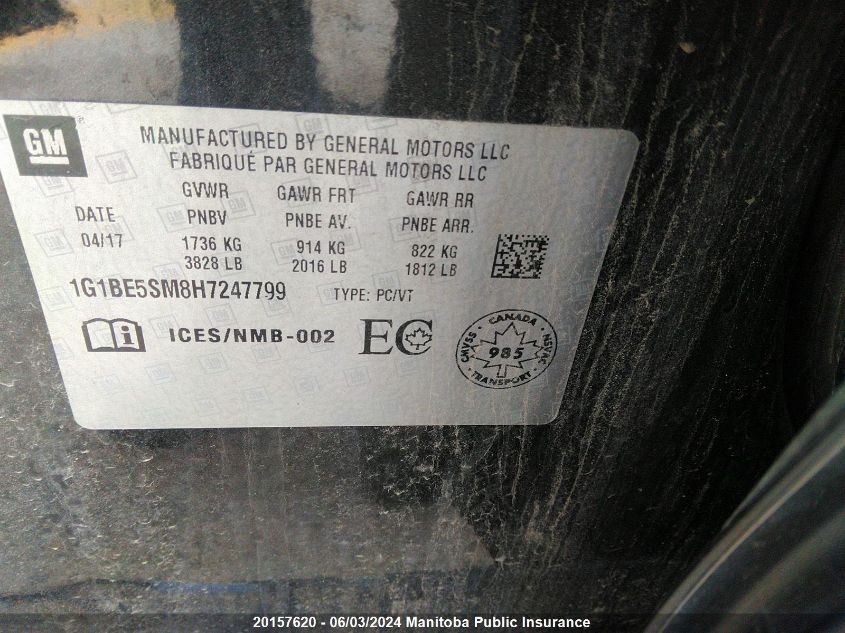 GM
MANUFACTURED BY GENERAL MOTORS LLC
FABRIQUÉ PAR GENERAL MOTORS LLC
GVWR GAWR FRT GAWR RR
DATE PNBV PNBE AV. PNBE ARR.
04/17 1736 KG 914 KG 822 KG
3828 LB 2016 LB 1812 LB
1G1BE5SM8H7247799 TYPE: PC/VT
ICES/NMB-002 EC
CANADA
CMVSS 985 NSVAC
TRANSPORT
20157620 - 06/03/2024 Manitoba Public Insurance